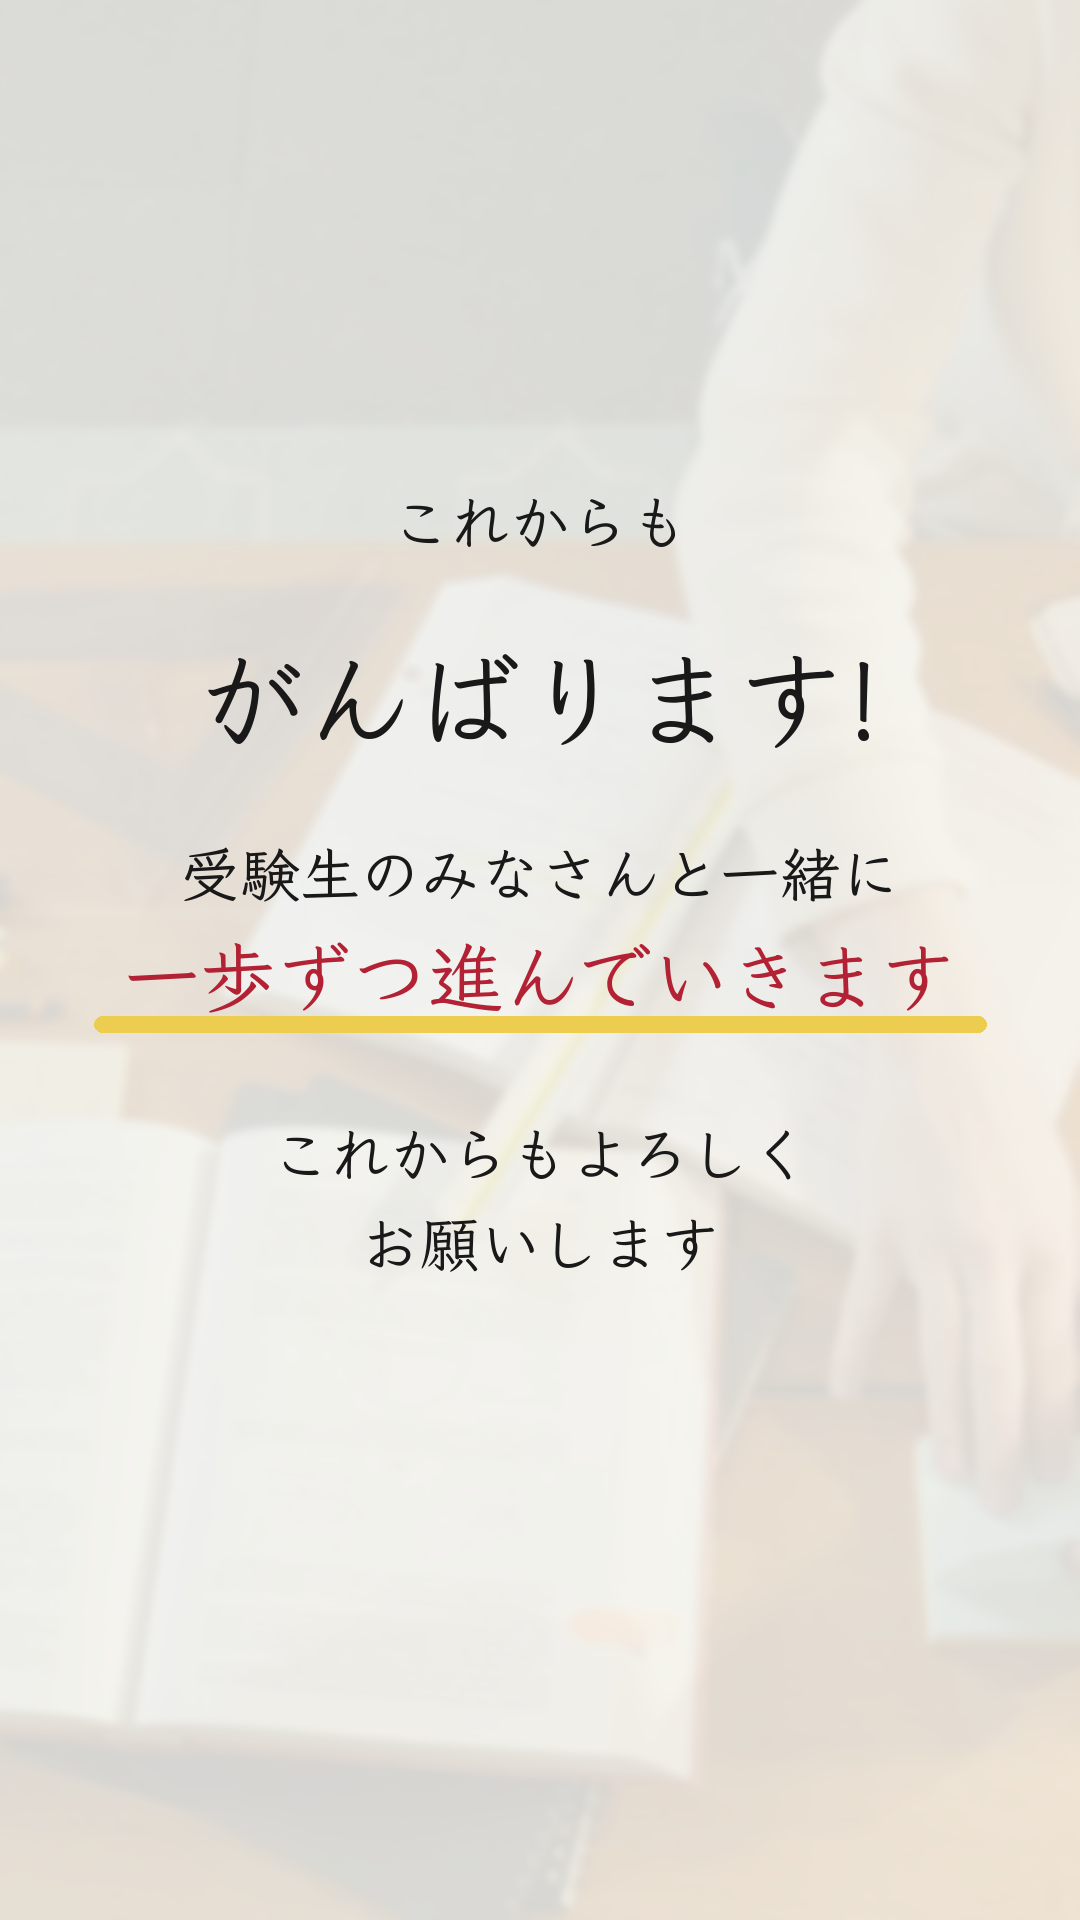 これからも
がんばります!
受験生のみなさんと一緒に
一歩ずつ進んでいきます
これからもよろしく
お願いします